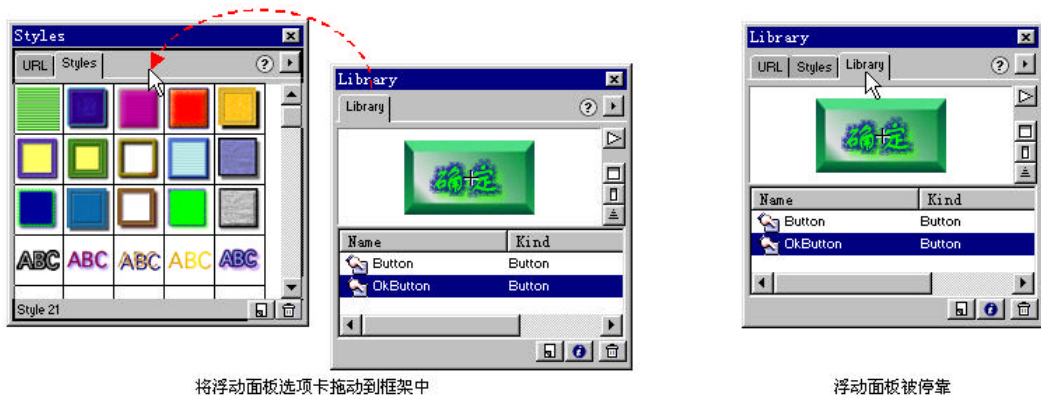 Styles
URL Styles
?
ABC ABC ABC ABC ABC
Style 21
Library
Library
?
确定
Name Kind
Button Button
OkButton Button
将浮动面板选项卡拖动到框架中
Library
URL Styles Library
?
确定
Name Kind
Button Button
OkButton Button
浮动面板被停靠